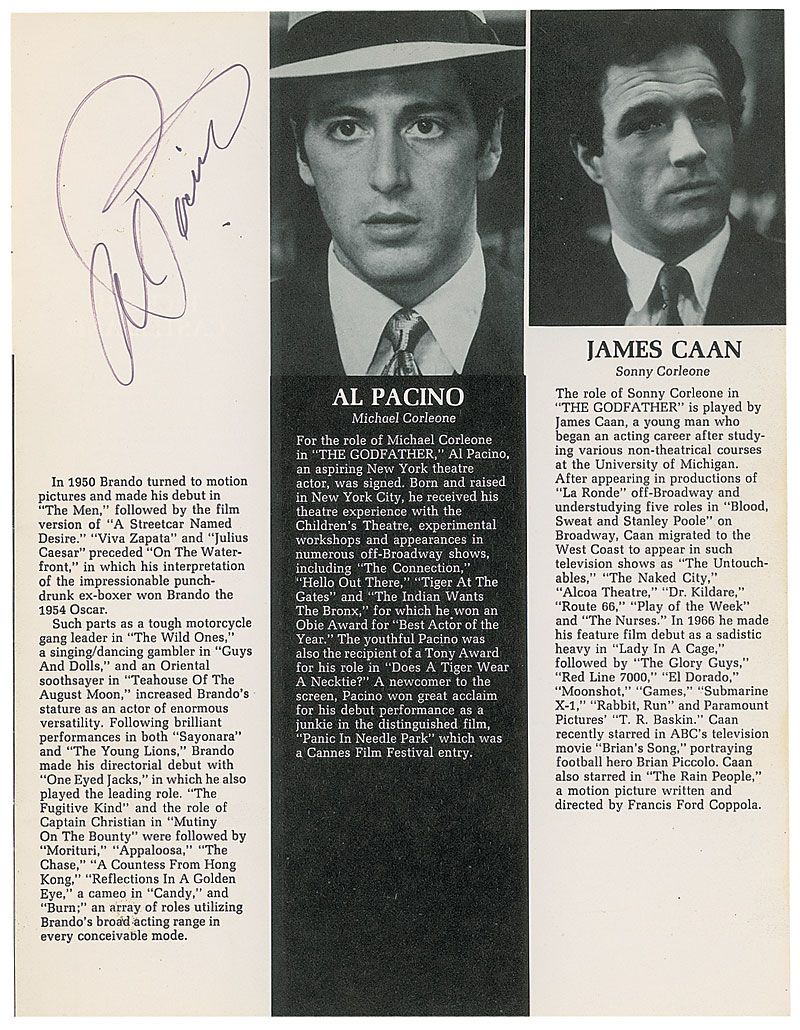 Al Pacino
In 1950 Brando turned to motion
pictures and made his debut in
"The Men," followed by the film
version of "A Streetcar Named
Desire." "Viva Zapata" and "Julius
Caesar" preceded "On The Water-
front," in which his interpretation
of the impressionable punch-
drunk ex-boxer won Brando the
1954 Oscar.
Such parts as a tough motorcycle
gang leader in "The Wild Ones,"
a singing/dancing gambler in "Guys
And Dolls," and an Oriental
soothsayer in "Teahouse Of The
August Moon," increased Brando's
stature as an actor of enormous
versatility. Following brilliant
performances in both "Sayonara"
and "The Young Lions," Brando
made his directorial debut with
"One Eyed Jacks," in which he also
played the leading role. "The
Fugitive Kind" and the role of
Captain Christian in "Mutiny
On The Bounty" were followed by
"Morituri," "Appaloosa," "The
Chase," "A Countess From Hong
Kong," "Reflections In A Golden
Eye," a cameo in "Candy," and
"Burn;" an array of roles utilizing
Brando's broad acting range in
every conceivable mode.
AL PACINO
Michael Corleone
For the role of Michael Corleone
in "THE GODFATHER," Al Pacino,
an aspiring New York theatre
actor, was signed. Born and raised
in New York City, he received his
theatre experience with the
Children's Theatre, experimental
workshops and appearances in
numerous off-Broadway shows,
including "The Connection,"
"Hello Out There," "Tiger At The
Gates" and "The Indian Wants
The Bronx," for which he won an
Obie Award for "Best Actor of the
Year." The youthful Pacino was
also the recipient of a Tony Award
for his role in "Does A Tiger Wear
A Necktie?" A newcomer to the
screen, Pacino won great acclaim
for his debut performance as a
junkie in the distinguished film,
"Panic In Needle Park" which was
a Cannes Film Festival entry.
JAMES CAAN
Sonny Corleone
The role of Sonny Corleone in
"THE GODFATHER" is played by
James Caan, a young man who
began an acting career after study-
ing various non-theatrical courses
at the University of Michigan.
After appearing in productions of
"La Ronde" off-Broadway and
understudying five roles in "Blood,
Sweat and Stanley Poole" on
Broadway, Caan migrated to the
West Coast to appear in such
television shows as "The Untouch-
ables," "The Naked City,"
"Alcoa Theatre," "Dr. Kildare,"
"Route 66," "Play of the Week"
and "The Nurses." In 1966 he made
his feature film debut as a sadistic
heavy in "Lady In A Cage,"
followed by "The Glory Guys,"
"Red Line 7000," "El Dorado,"
"Moonshot," "Games," "Submarine
X-1," "Rabbit, Run" and Paramount
Pictures' "T. R. Baskin." Caan
recently starred in ABC's television
movie "Brian's Song," portraying
football hero Brian Piccolo. Caan
also starred in "The Rain People,"
a motion picture written and
directed by Francis Ford Coppola.